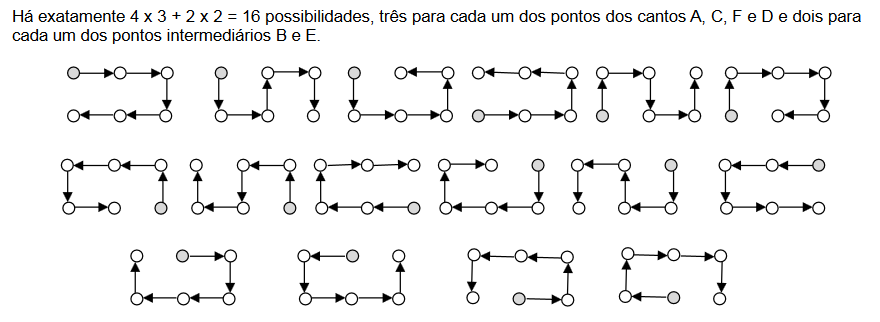 Há exatamente 4 x 3 + 2 x 2 = 16 possibilidades, três para cada um dos pontos dos cantos A, C, F e D e dois para
cada um dos pontos intermediários B e E.